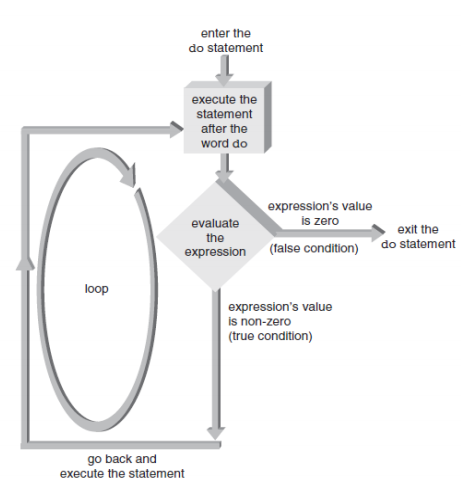 enter the
do statement
execute the
statement
after the
word do
expression's value
is zero
(false condition)
exit the
do statement
evaluate
the
expression
loop
expression's value
is non-zero
(true condition)
go back and
execute the statement